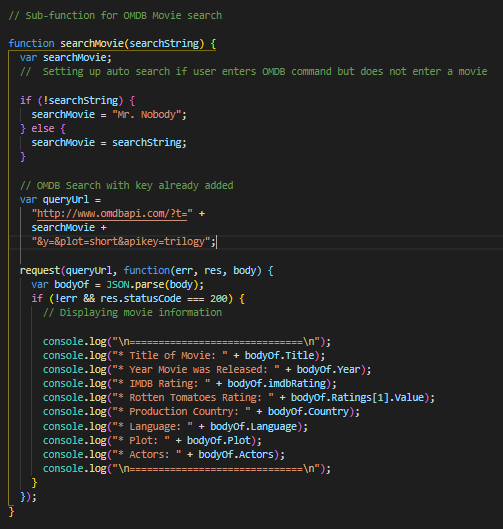 // Sub-function for OMDB Movie search
function searchMovie(searchString) {
var searchMovie;
//  Setting up auto search if user enters OMDB command but does not enter a movie
if (!searchString) {
searchMovie = "Mr. Nobody";
} else {
searchMovie = searchString;
}
// OMDB Search with key already added
var queryUrl =
"http://www.omdbapi.com/?t=" +
searchMovie +
"&y=&plot=short&apikey=trilogy";
request(queryUrl, function(err, res, body) {
var bodyOf = JSON.parse(body);
if (!err && res.statusCode === 200) {
// Displaying movie information
console.log("\n==============================\n");
console.log("* Title of Movie: " + bodyOf.Title);
console.log("* Year Movie was Released: " + bodyOf.Year);
console.log("* IMDB Rating: " + bodyOf.imdbRating);
console.log("* Rotten Tomatoes Rating: " + bodyOf.Ratings[1].Value);
console.log("* Production Country: " + bodyOf.Country);
console.log("* Language: " + bodyOf.Language);
console.log("* Plot: " + bodyOf.Plot);
console.log("* Actors: " + bodyOf.Actors);
console.log("\n==============================\n");
}
});
}